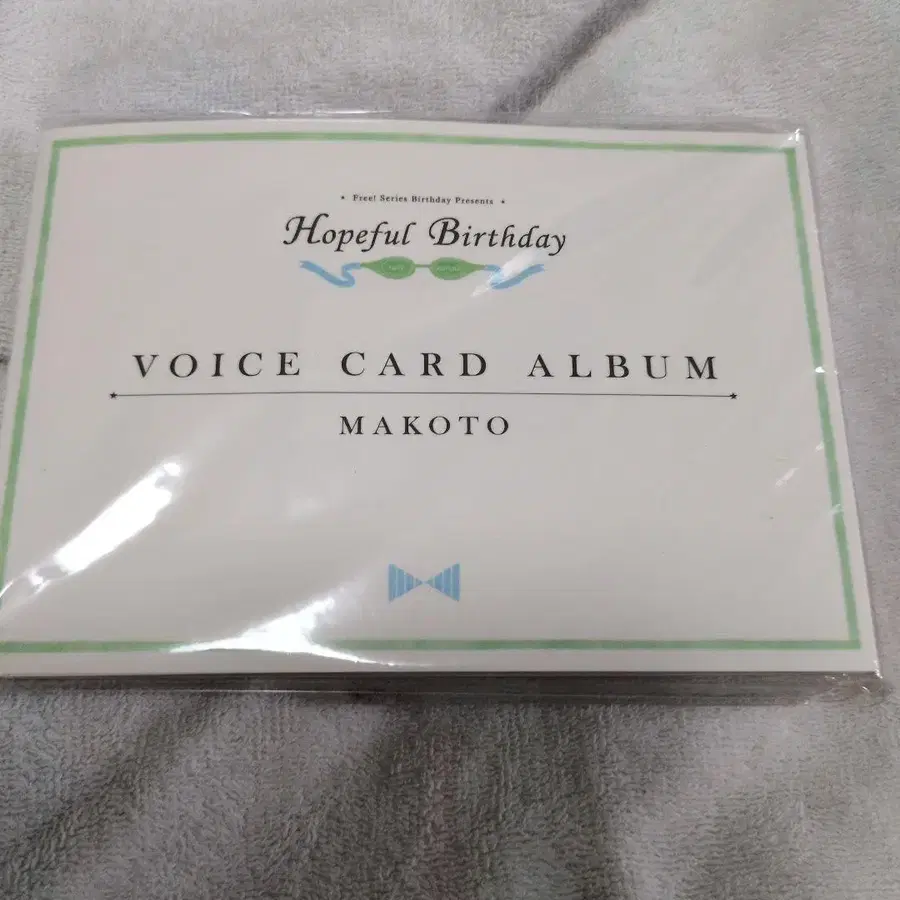 ★ Free! Series Birthday Presents ★
Hopeful Birthday
VOICE CARD ALBUM
MAKOTO